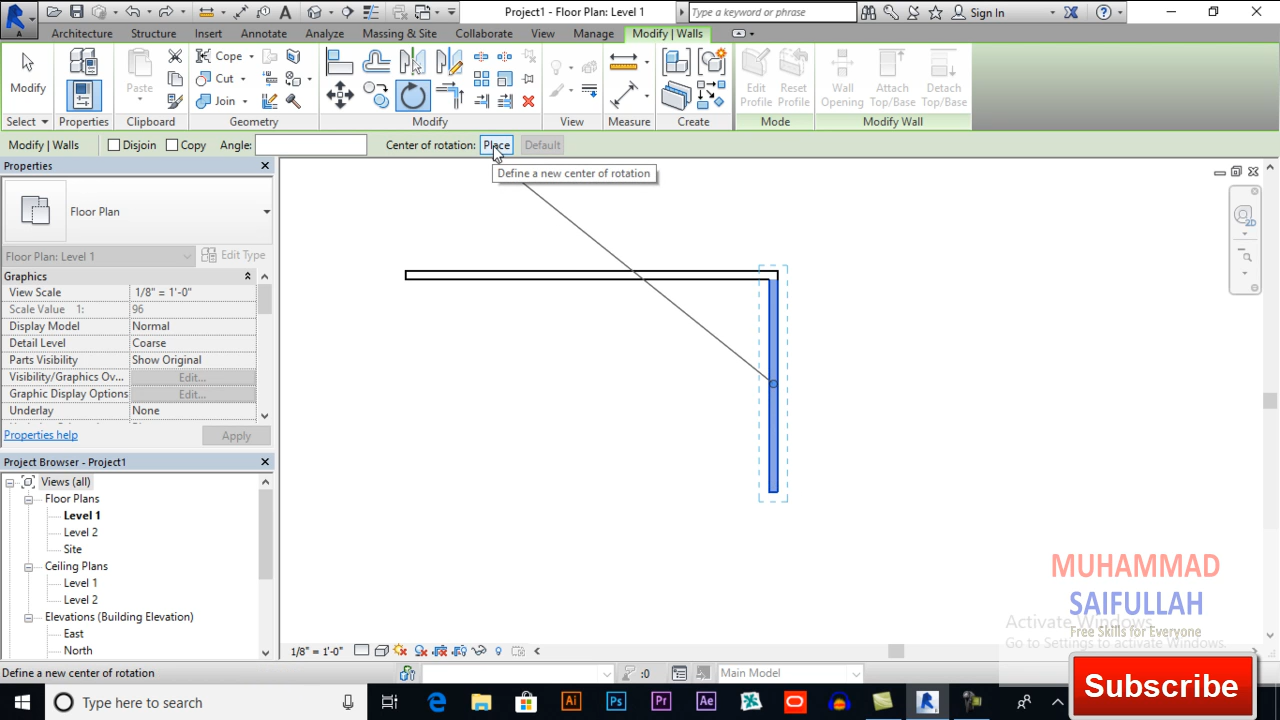 Project1 - Floor Plan: Level 1
Type a keyword or phrase
Sign In
Architecture Structure Insert Annotate Analyze Massing & Site Collaborate View Manage Modify | Walls
Modify
Paste
Cope
Cut
Join
Edit Profile
Reset Profile
Wall Opening
Attach Top/Base
Detach Top/Base
Select Properties Clipboard Geometry Modify View Measure Create Mode Modify Wall
Modify | Walls Disjoin Copy Angle: Center of rotation: Place Default
Define a new center of rotation
Properties
Floor Plan
Floor Plan: Level 1 Edit Type
Graphics
View Scale 1/8" = 1'-0"
Scale Value 1: 96
Display Model Normal
Detail Level Coarse
Parts Visibility Show Original
Visibility/Graphics Ov... Edit...
Graphic Display Options Edit...
Underlay None
Properties help Apply
Project Browser - Project1
Views (all)
Floor Plans
Level 1
Level 2
Site
Ceiling Plans
Level 1
Level 2
Elevations (Building Elevation)
East
North
2D
MUHAMMAD
SAIFULLAH
Free Skills for Everyone
Activate Windows
Go to Settings to activate Windows.
Subscribe
1/8" = 1'-0"
Define a new center of rotation
:0
Main Model
Type here to search
Ai Ps Pr Ae